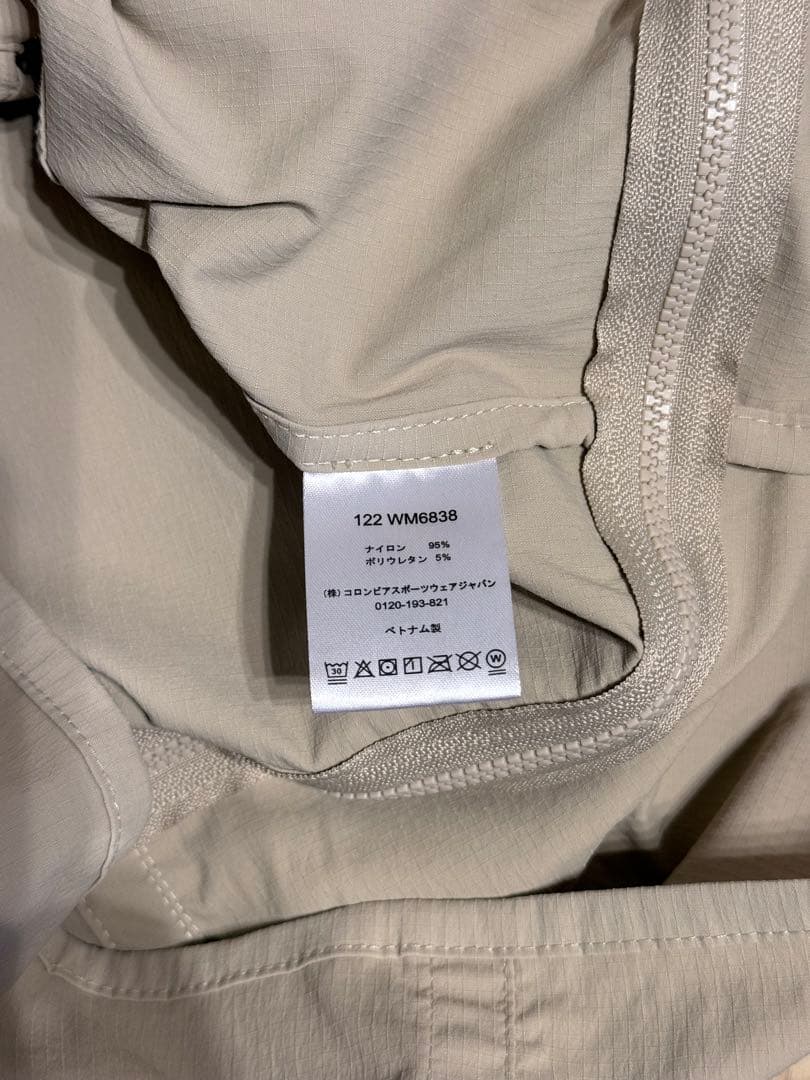 122 WM6838
ナイロン 95%
ポリウレタン 5%
(株)コロンビアスポーツウェアジャパン
0120-193-821
ベトナム製
30 W